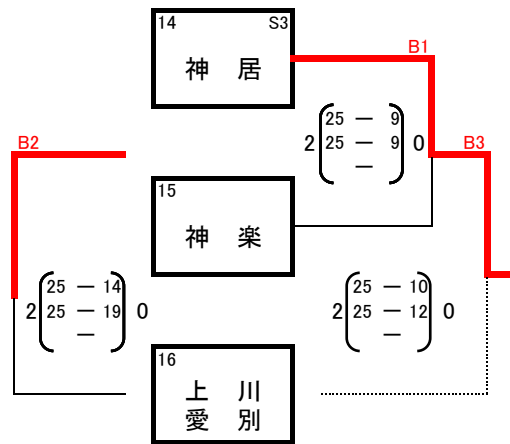 14 S3
神 居
B1
25 ー 9
2 25 ー 9 0
ー
B2
B3
15
神 楽
25 ー 14
2 25 ー 19 0
ー
25 ー 10
2 25 ー 12 0
ー
16
上 川
愛 別